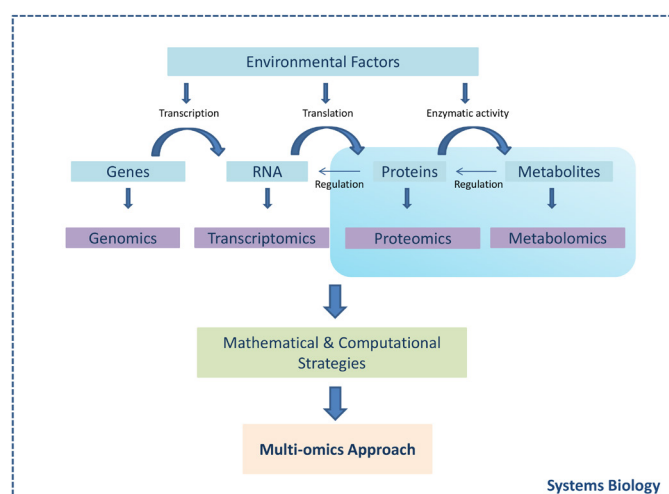 Environmental Factors
Transcription
Translation
Enzymatic activity
Genes
RNA
Regulation
Proteins
Regulation
Metabolites
Genomics
Transcriptomics
Proteomics
Metabolomics
Mathematical & Computational
Strategies
Multi-omics Approach
Systems Biology